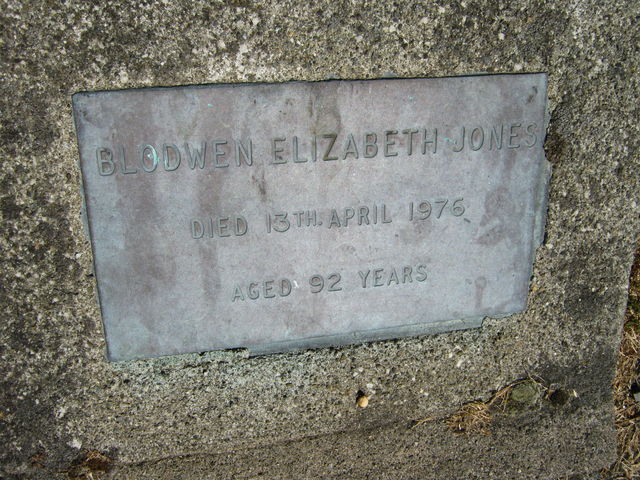 BLODWEN ELIZABETH JONES
DIED 13TH. APRIL 1976
AGED 92 YEARS